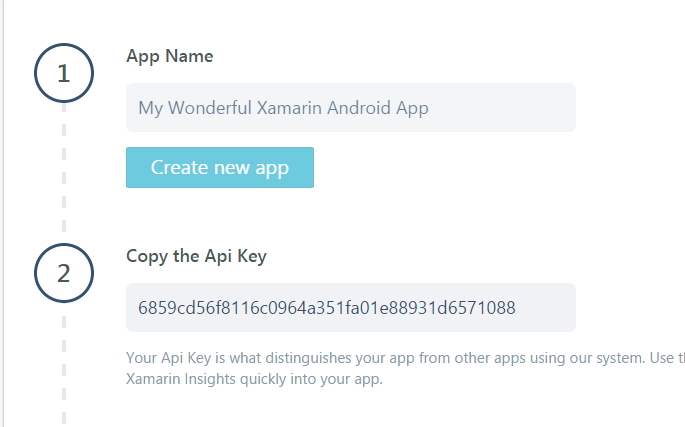 1
App Name
My Wonderful Xamarin Android App
Create new app
2
Copy the Api Key
6859cd56f8116c0964a351fa01e88931d6571088
Your Api Key is what distinguishes your app from other apps using our system. Use
Xamarin Insights quickly into your app.